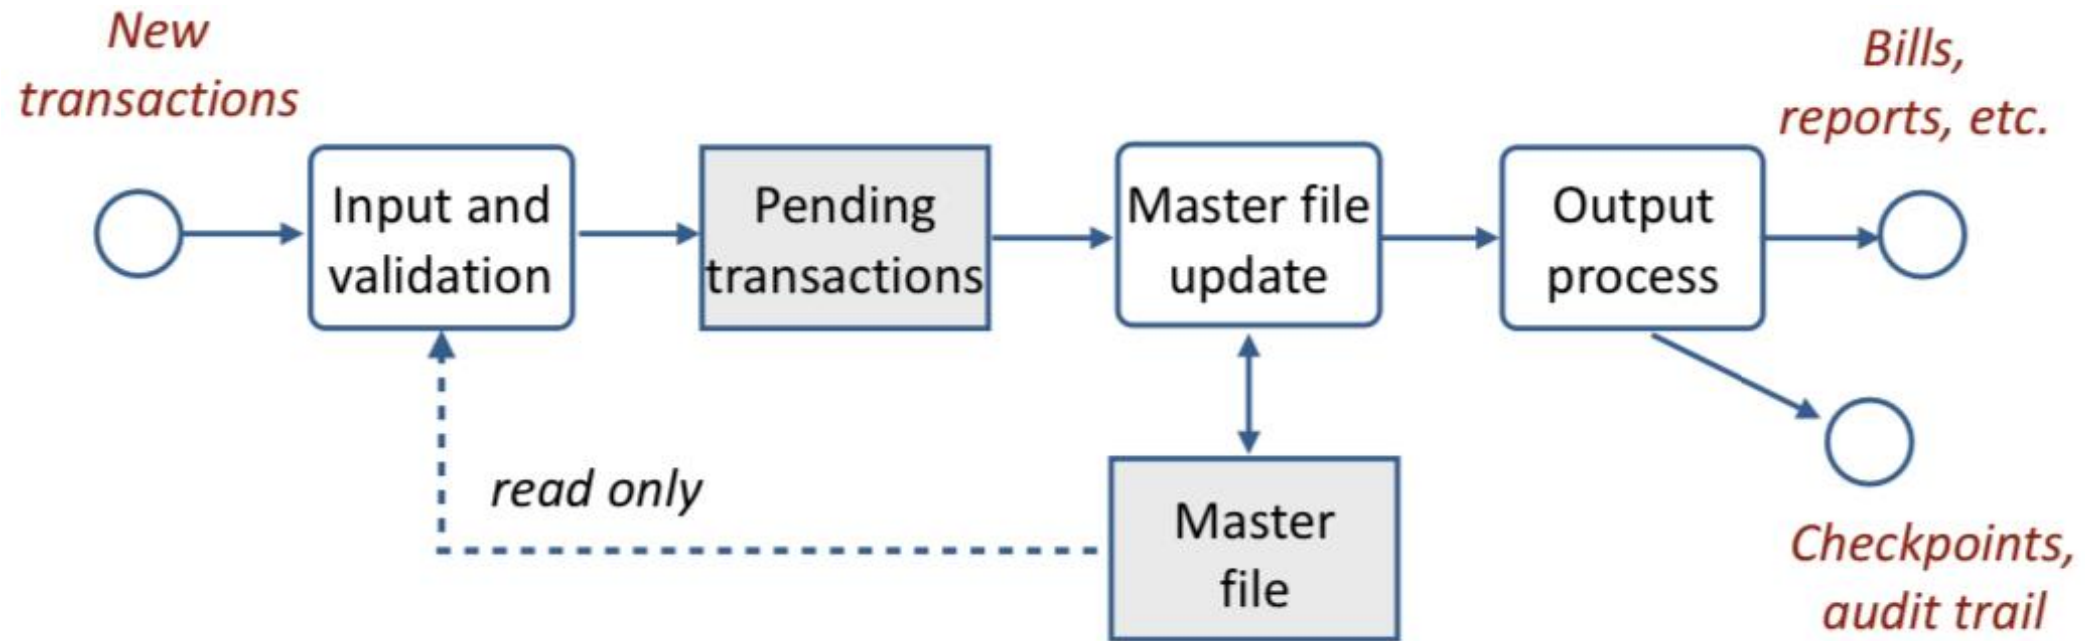 New
transactions
Input and
validation
Pending
transactions
Master file
update
Output
process
Bills,
reports, etc.
read only
Master
file
Checkpoints,
audit trail